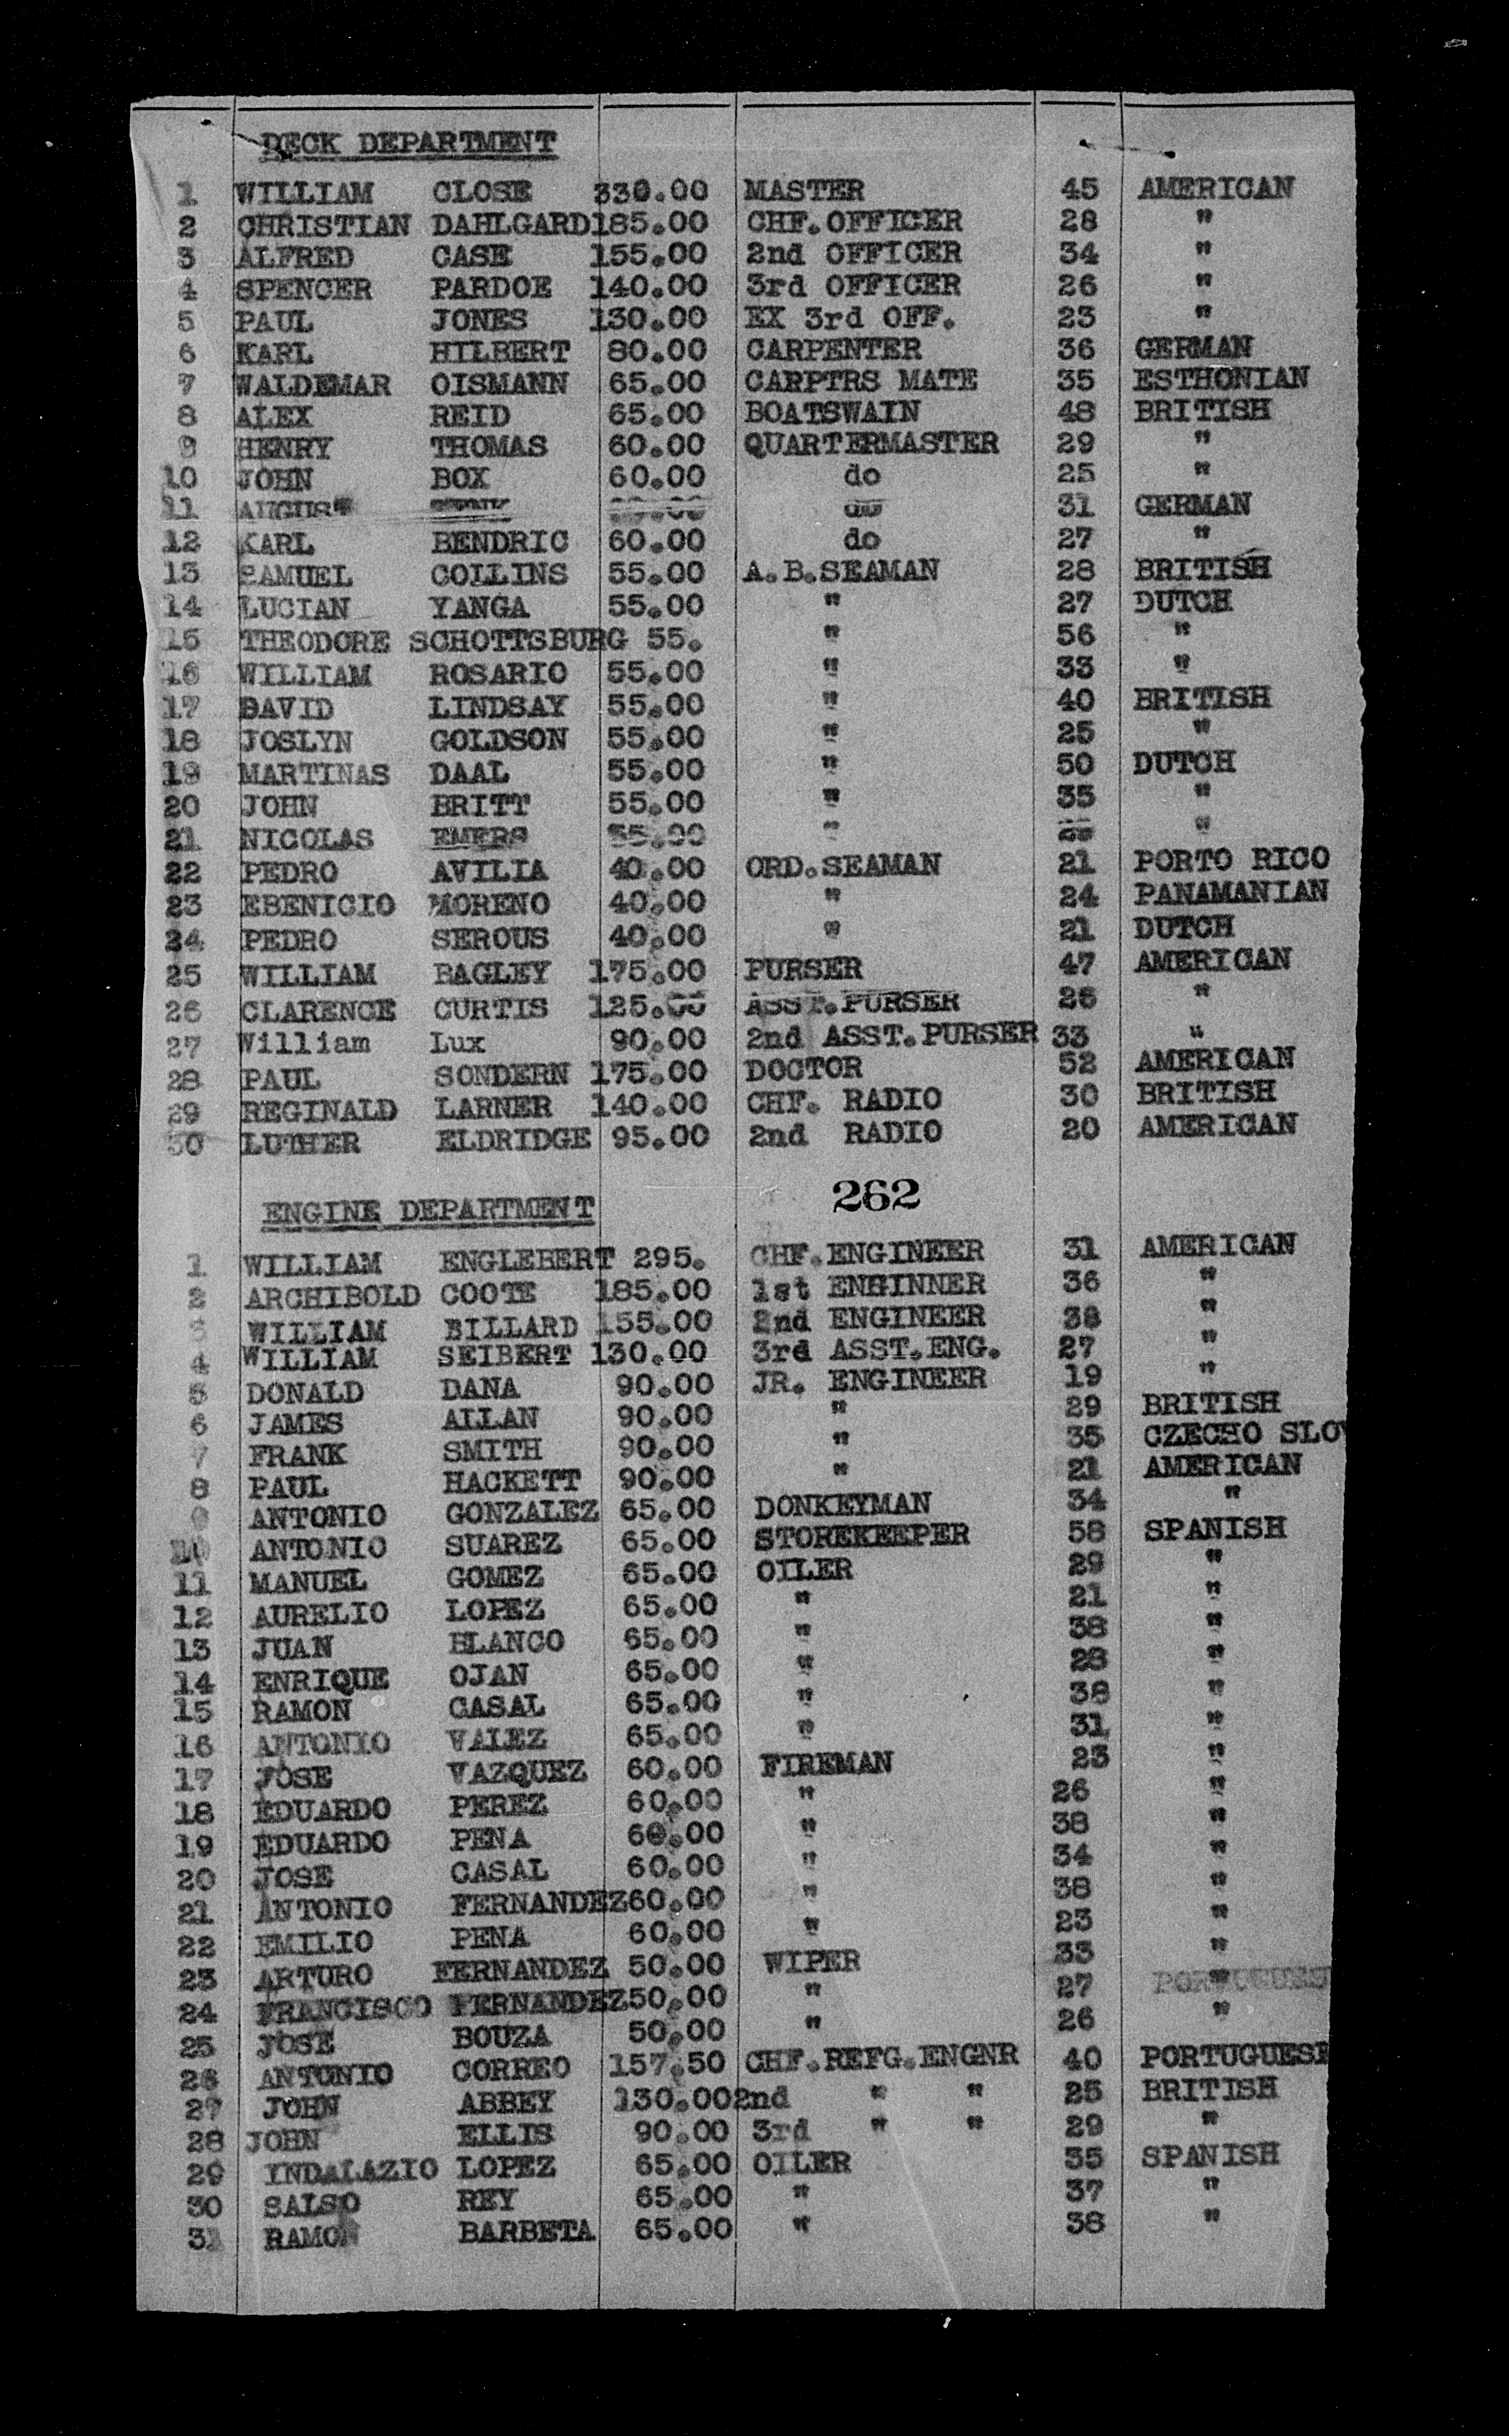 DECK DEPARTMENT
1 WILLIAM CLOSE 330.00 MASTER 45 AMERICAN
2 CHRISTIAN DAHLGARD 185.00 CHF.OFFICER 28 "
3 ALFRED CASE 155.00 2nd OFFICER 34 "
4 SPENCER PARDOE 140.00 3rd OFFICER 26 "
5 PAUL JONES 130.00 EX 3rd OFF. 23 "
6 KARL HILBERT 80.00 CARPENTER 36 GERMAN
7 WALDEMAR OISMANN 65.00 CARPTRS MATE 35 ESTHONIAN
8 ALEX REID 65.00 BOATSWAIN 48 BRITISH
9 HENRY THOMAS 60.00 QUARTERMASTER 29 "
10 JOHN BOX 60.00 do 25 "
11 AUGUST do 31 GERMAN
12 KARL BENDRIC 60.00 do 27 "
13 SAMUEL COLLINS 55.00 A.B.SEAMAN 28 BRITISH
14 LUCIAN YANGA 55.00 " 27 DUTCH
15 THEODORE SCHOTTSBURG 55. " 56 "
16 WILLIAM ROSARIO 55.00 " 33 "
17 DAVID LINDSAY 55.00 " 40 BRITISH
18 JOSLYN GOLDSON 55.00 " 25 "
19 MARTINAS DAAL 55.00 " 50 DUTCH
20 JOHN BRITT 55.00 " 35 "
21 NICOLAS EMERS 55.00 " "
22 PEDRO AVILIA 40.00 ORD.SEAMAN 21 PORTO RICO
23 EBENICIO MORENO 40.00 " 24 PANAMANIAN
24 PEDRO SEROUS 40.00 " 21 DUTCH
25 WILLIAM BAGLEY 175.00 PURSER 47 AMERICAN
26 CLARENCE CURTIS 125.00 ASST.PURSER 26 "
27 William Lux 90.00 2nd ASST.PURSER 33 "
28 PAUL SONDERN 175.00 DOCTOR 52 AMERICAN
29 REGINALD LARNER 140.00 CHF. RADIO 30 BRITISH
30 LUTHER ELDRIDGE 95.00 2nd RADIO 20 AMERICAN
262
ENGINE DEPARTMENT
1 WILLIAM ENGLEBERT 295. CHF.ENGINEER 31 AMERICAN
2 ARCHIBOLD COOTE 185.00 1st ENHINNER 36 "
3 WILLIAM BILLARD 155.00 2nd ENGINEER 38 "
4 WILLIAM SEIBERT 130.00 3rd ASST.ENG. 27 "
5 DONALD DANA 90.00 JR. ENGINEER 19 "
6 JAMES ALLAN 90.00 " 29 BRITISH
7 FRANK SMITH 90.00 " 35 CZECHO SLOV
8 PAUL HACKETT 90.00 " 21 AMERICAN
9 ANTONIO GONZALEZ 65.00 DONKEYMAN 34 "
10 ANTONIO SUAREZ 65.00 STOREKEEPER 58 SPANISH
11 MANUEL GOMEZ 65.00 OILER 29 "
12 AURELIO LOPEZ 65.00 " 21 "
13 JUAN BLANCO 65.00 " 38 "
14 ENRIQUE OJAN 65.00 " 28 "
15 RAMON CASAL 65.00 " 38 "
16 ANTONIO VALEZ 65.00 " 31 "
17 JOSE VAZQUEZ 60.00 FIREMAN 23 "
18 EDUARDO PEREZ 60.00 " 26 "
19 EDUARDO PENA 60.00 " 38 "
20 JOSE CASAL 60.00 " 34 "
21 ANTONIO FERNANDEZ 60.00 " 38 "
22 EMILIO PENA 60.00 " 23 "
23 ARTURO FERNANDEZ 50.00 WIPER 33 "
24 FRANCISCO FERNANDEZ 50.00 " 27 "
25 JOSE BOUZA 50.00 " 26 "
26 ANTONIO CORREO 157.50 CHF.REFG.ENGNR 40 PORTUGUESE
27 JOHN ABBEY 130.00 2nd " " 25 BRITISH
28 JOHN ELLIS 90.00 3rd " " 29 "
29 INDALAZIO LOPEZ 65.00 OILER 35 SPANISH
30 SALSO REY 65.00 " 37 "
31 RAMON BARBETA 65.00 " 38 "